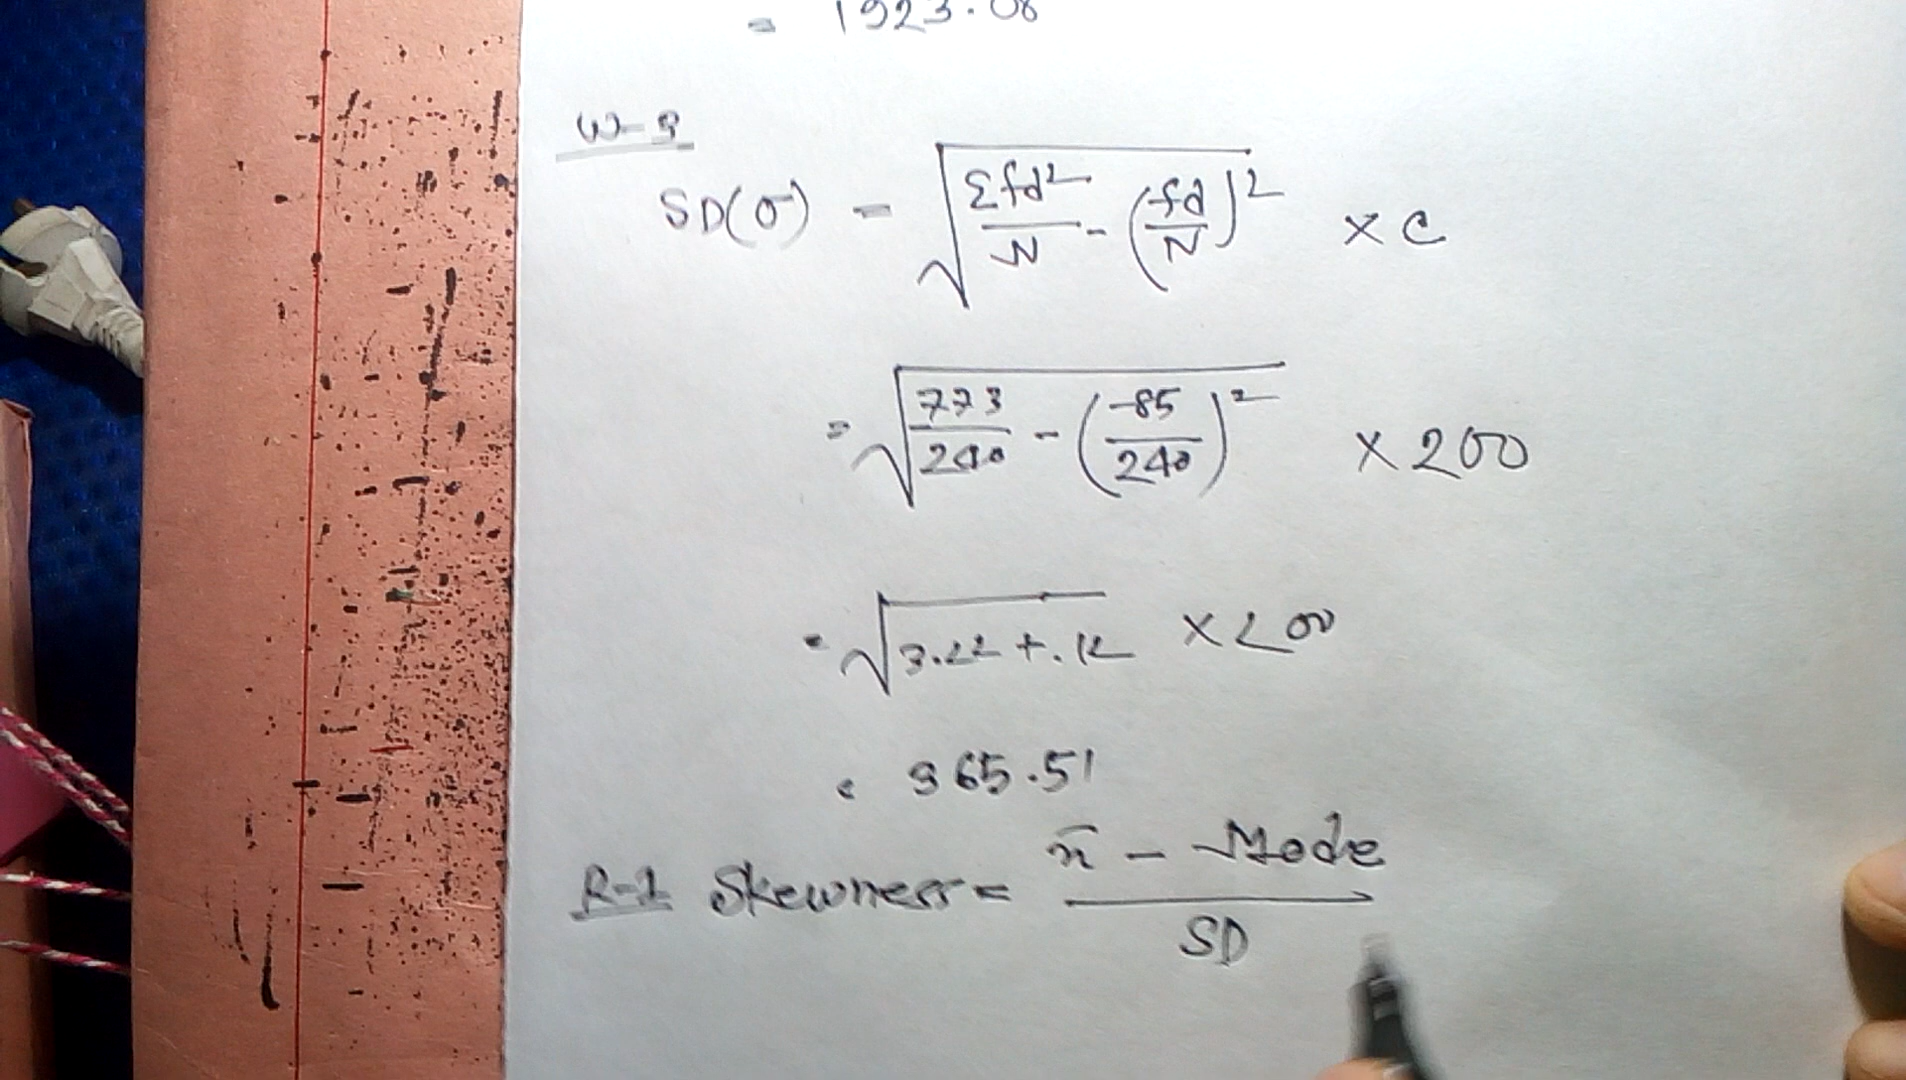 = 1923.08
W-3
SD(σ) = √(Σfd²/N - (fd/N)²) × c
= √(773/240 - (-85/240)²) × 200
= √(3.22 + .12) × 200
= 365.51
R-1 Skewness = (x̄ - Mode)/SD